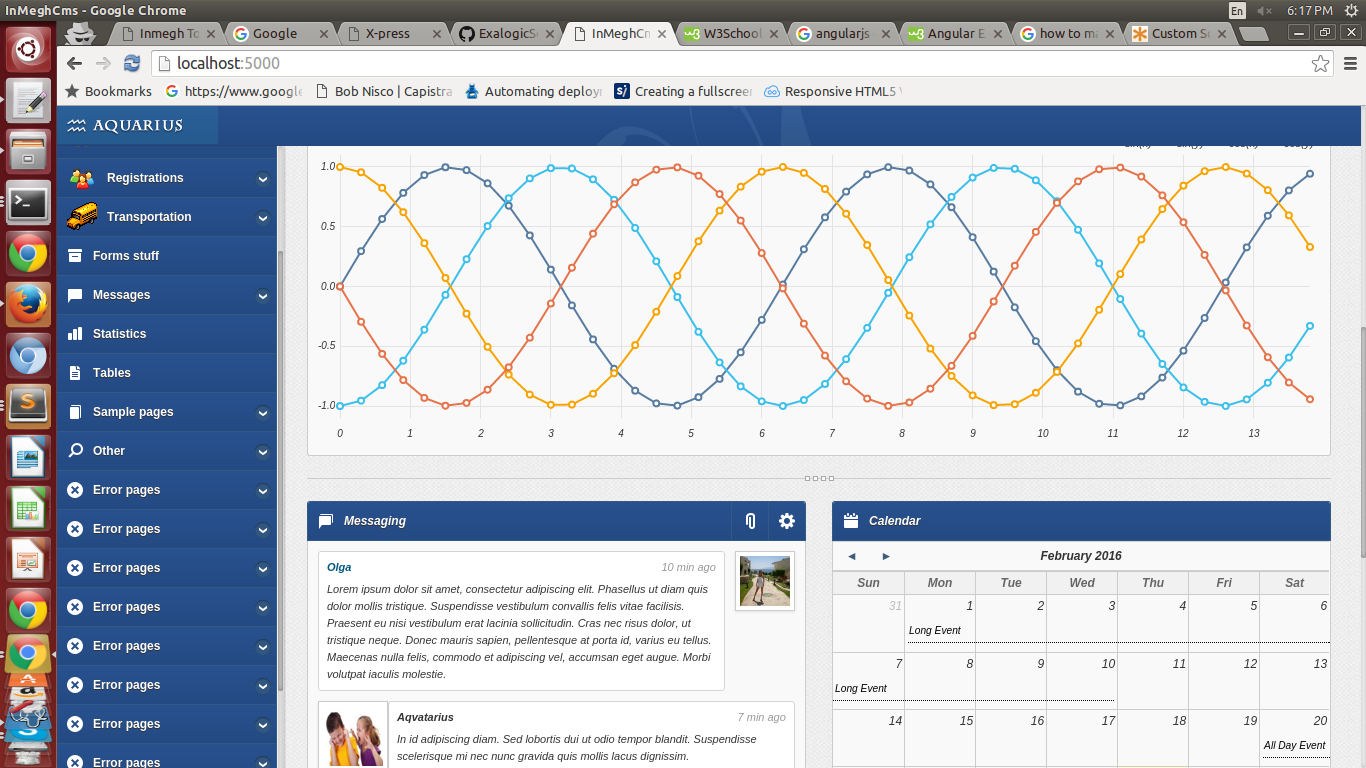 InMeghCms - Google Chrome
En
6:17 PM
Inmegh To
Google
X-press
ExalogicSo
InMeghCm
W3School
angularjs
Angular E
how to ma
Custom Sc
localhost:5000
Bookmarks
https://www.google
Bob Nisco | Capistra
Automating deploy
Creating a fullscreen
Responsive HTML5
AQUARIUS
Registrations
Transportation
Forms stuff
Messages
Statistics
Tables
Sample pages
Other
Error pages
Error pages
Error pages
Error pages
Error pages
Error pages
Error pages
Error pages
1.0
0.5
0.0
-0.5
-1.0
0 1 2 3 4 5 6 7 8 9 10 11 12 13
Messaging
Olga
10 min ago
Lorem ipsum dolor sit amet, consectetur adipiscing elit. Phasellus ut diam quis
dolor mollis tristique. Suspendisse vestibulum convallis felis vitae facilisis.
Praesent eu nisi vestibulum erat lacinia sollicitudin. Cras nec risus dolor, ut
tristique neque. Donec mauris sapien, pellentesque at porta id, varius eu tellus.
Maecenas nulla felis, commodo et adipiscing vel, accumsan eget augue. Morbi
volutpat iaculis molestie.
Aqvatarius
7 min ago
In id adipiscing diam. Sed lobortis dui ut odio tempor blandit. Suspendisse
scelerisque mi nec nunc gravida quis mollis lacus dignissim.
Calendar
February 2016
Sun Mon Tue Wed Thu Fri Sat
31 1 2 3 4 5 6
Long Event
7 8 9 10 11 12 13
Long Event
14 15 16 17 18 19 20
All Day Event